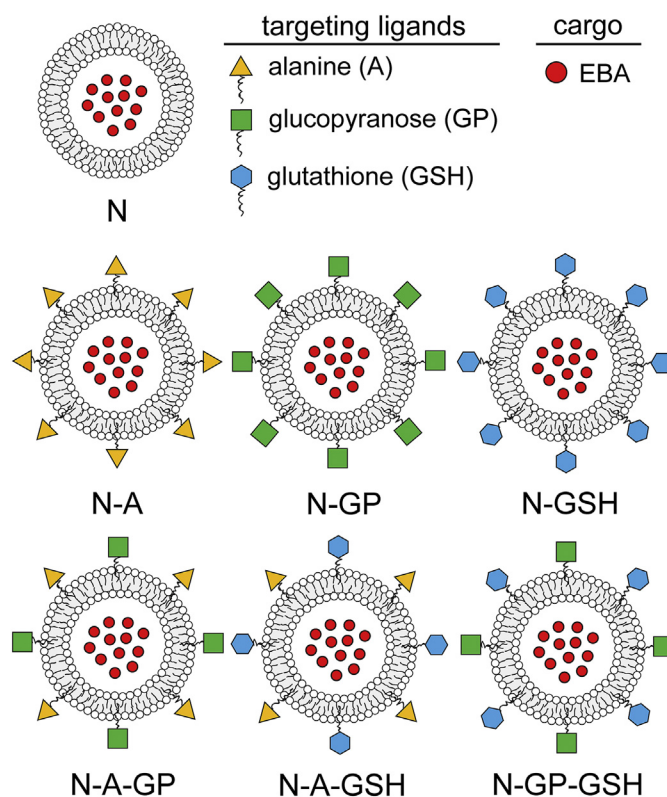 targeting ligands
cargo
alanine (A)
EBA
glucopyranose (GP)
glutathione (GSH)
N
N-A
N-GP
N-GSH
N-A-GP
N-A-GSH
N-GP-GSH